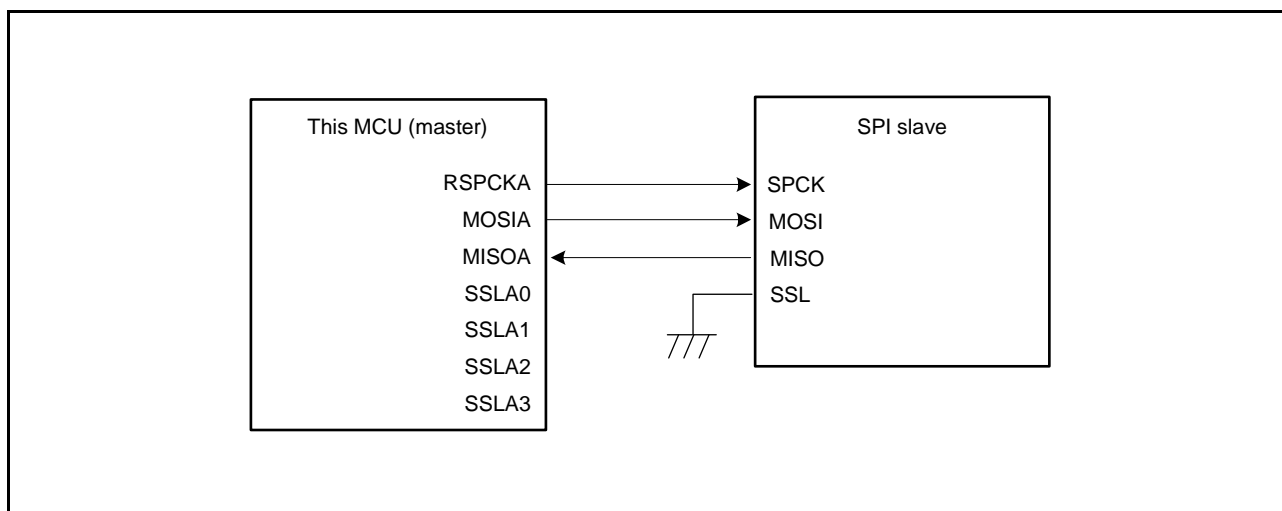 This MCU (master)
RSPCKA
MOSIA
MISOA
SSLA0
SSLA1
SSLA2
SSLA3
SPI slave
SPCK
MOSI
MISO
SSL